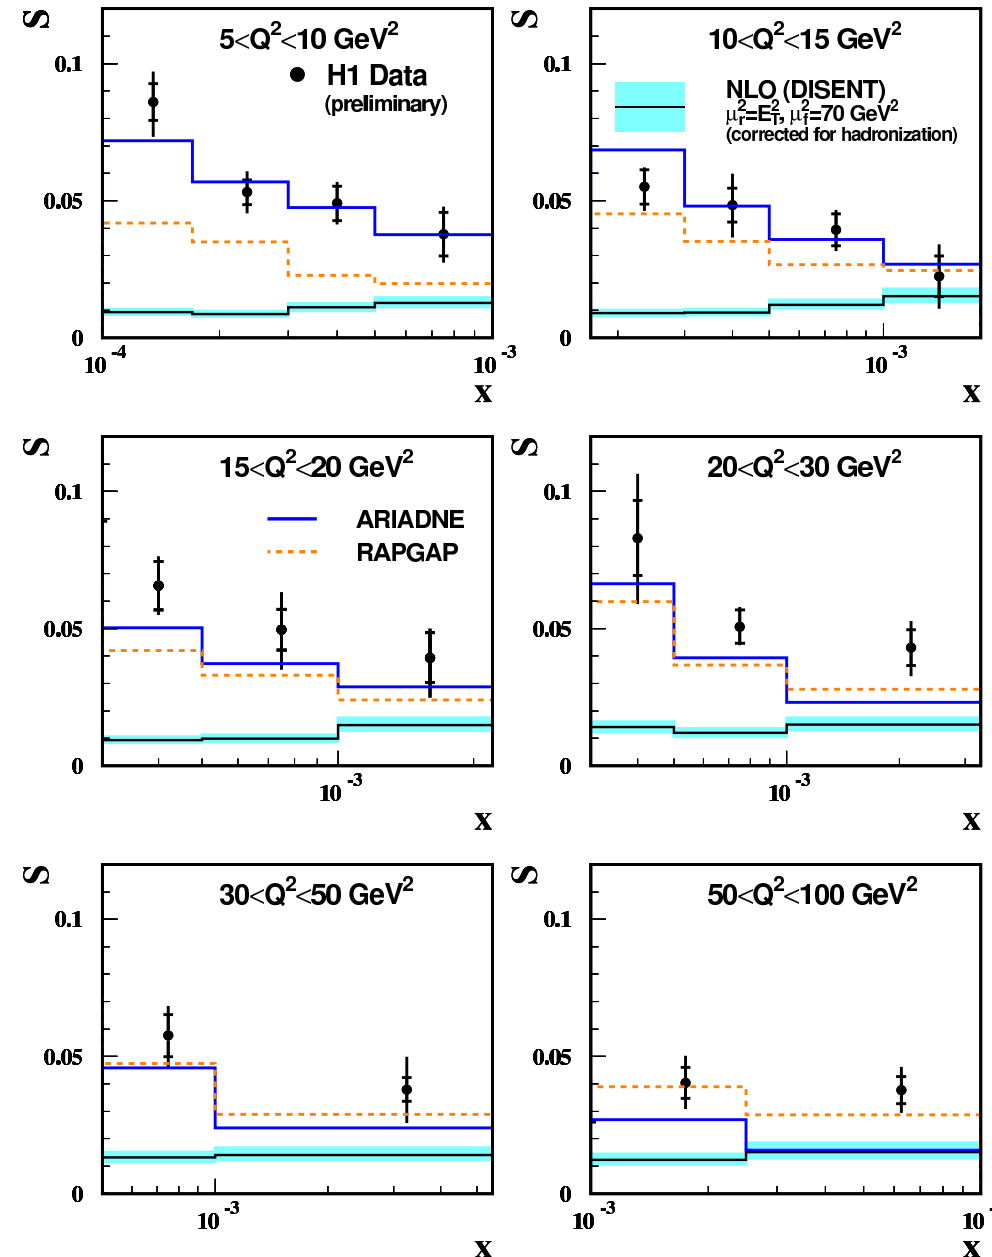 S
5<Q²<10 GeV²
H1 Data
(preliminary)
0.1
0.05
0
10⁻⁴
10⁻³
x
S
10<Q²<15 GeV²
NLO (DISENT)
μ²ᵣ=E²_T, μ²_f=70 GeV²
(corrected for hadronization)
0.1
0.05
0
10⁻³
x
S
15<Q²<20 GeV²
ARIADNE
RAPGAP
0.1
0.05
0
10⁻³
x
S
20<Q²<30 GeV²
0.1
0.05
0
10⁻³
x
S
30<Q²<50 GeV²
0.1
0.05
0
10⁻³
x
S
50<Q²<100 GeV²
0.1
0.05
0
10⁻³
x